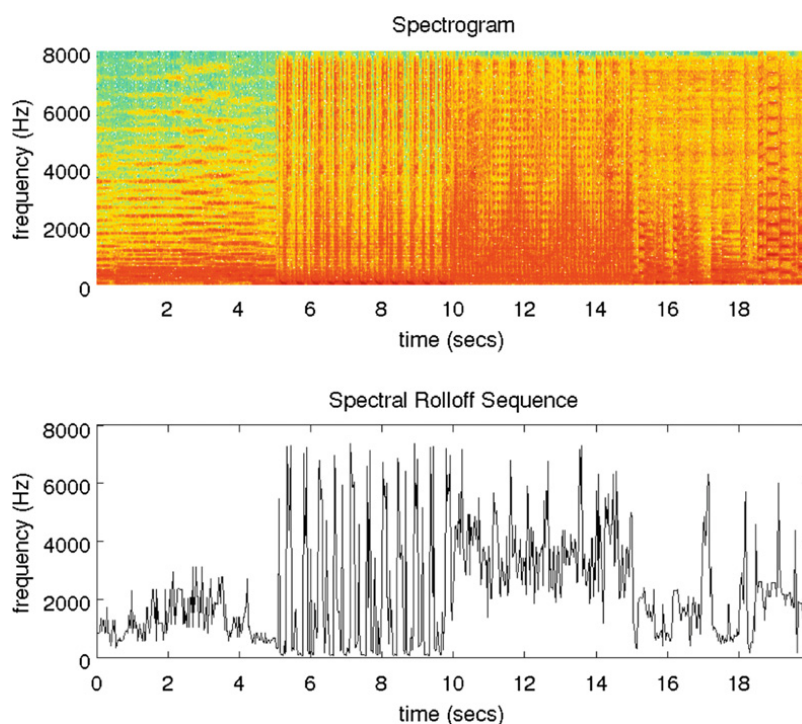 Spectrogram
8000
6000
4000
2000
0
frequency (Hz)
2 4 6 8 10 12 14 16 18
time (secs)
Spectral Rolloff Sequence
8000
6000
4000
2000
0
frequency (Hz)
0 2 4 6 8 10 12 14 16 18
time (secs)